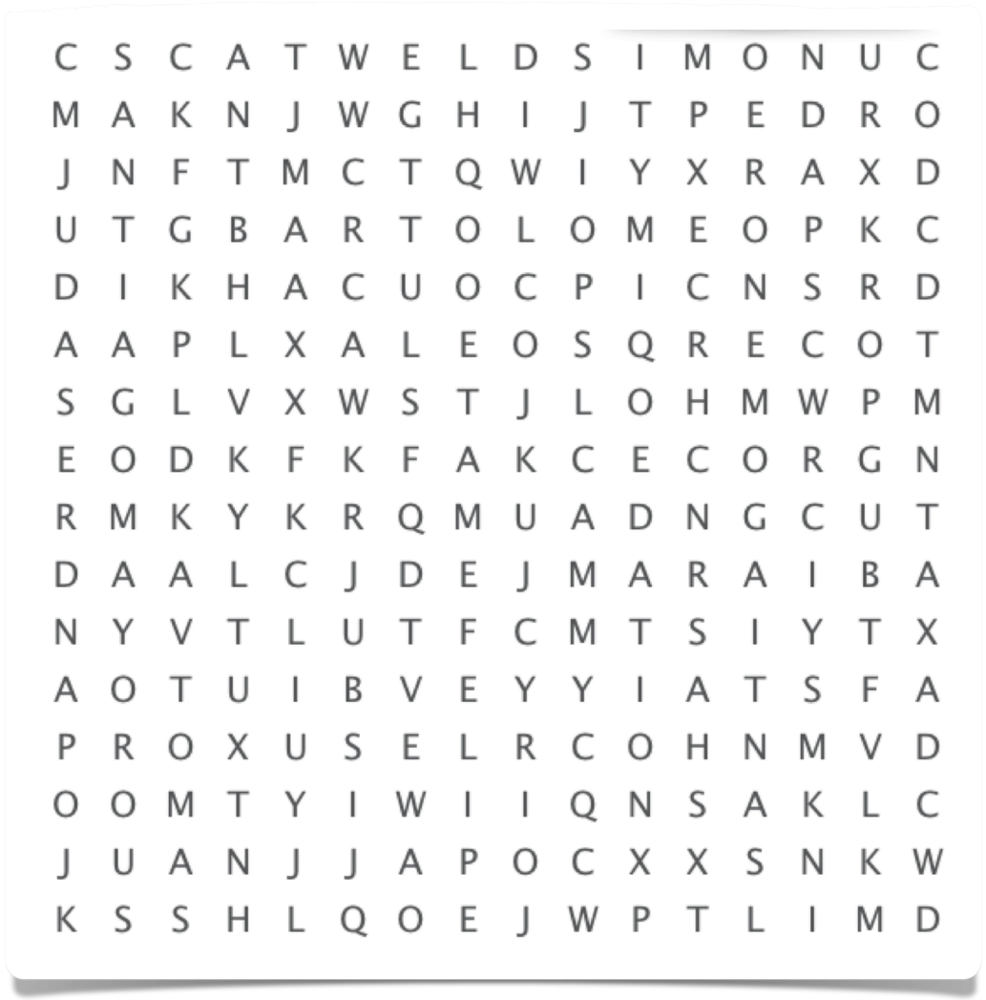 C S C A T W E L D S I M O N U C
M A K N J W G H I J T P E D R O
J N F T M C T Q W I Y X R A X D
U T G B A R T O L O M E O P K C
D I K H A C U O C P I C N S R D
A A P L X A L E O S Q R E C O T
S G L V X W S T J L O H M W P M
E O D K F K F A K C E C O R G N
R M K Y K R Q M U A D N G C U T
D A A L C J D E J M A R A I B A
N Y V T L U T F C M T S I Y T X
A O T U I B V E Y Y I A T S F A
P R O X U S E L R C O H N M V D
O O M T Y I W I I Q N S A K L C
J U A N J J A P O C X X S N K W
K S S H L Q O E J W P T L I M D